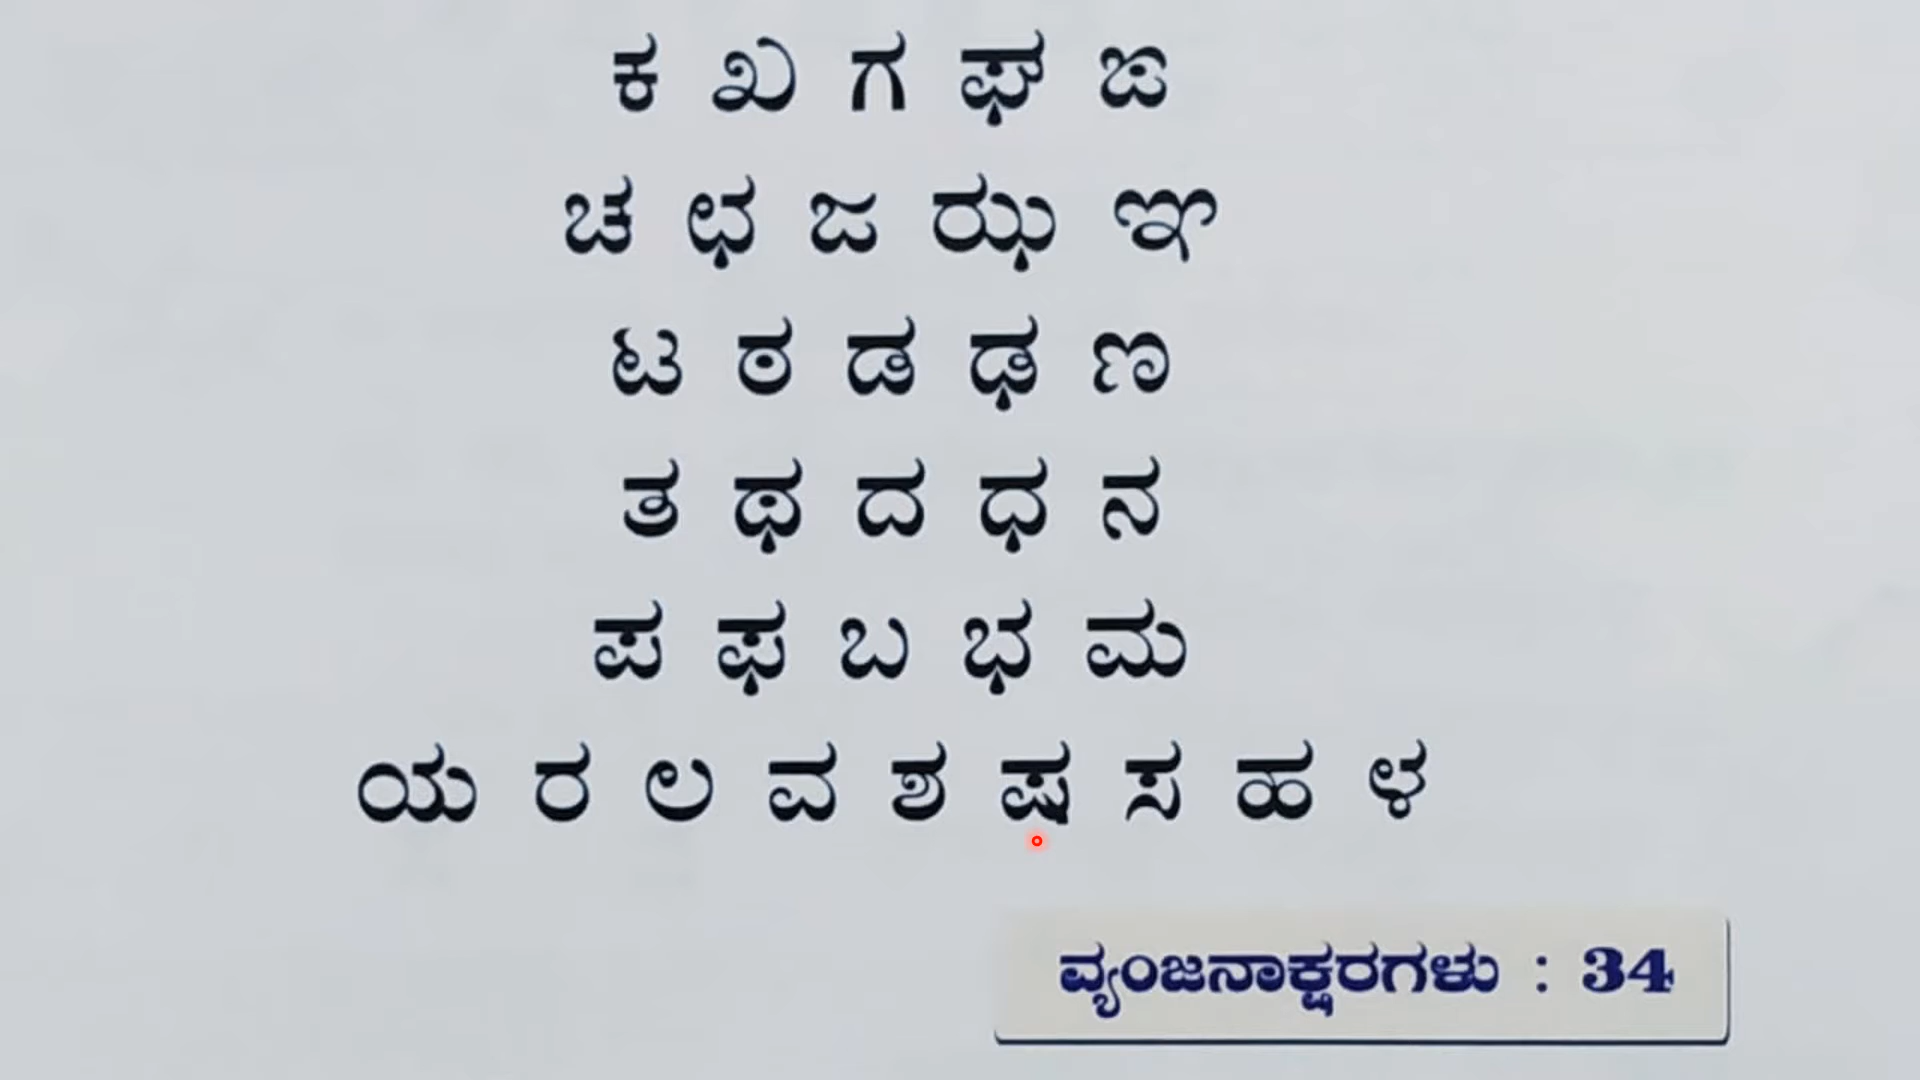 ಕ ಖ ಗ ಘ ಙ
ಚ ಛ ಜ ಝ ಞ
ಟ ಠ ಡ ಢ ಣ
ತ ಥ ದ ಧ ನ
ಪ ಫ ಬ ಭ ಮ
ಯ ರ ಲ ವ ಶ ಷ ಸ ಹ ಳ
ವ್ಯಂಜನಾಕ್ಷರಗಳು : 34